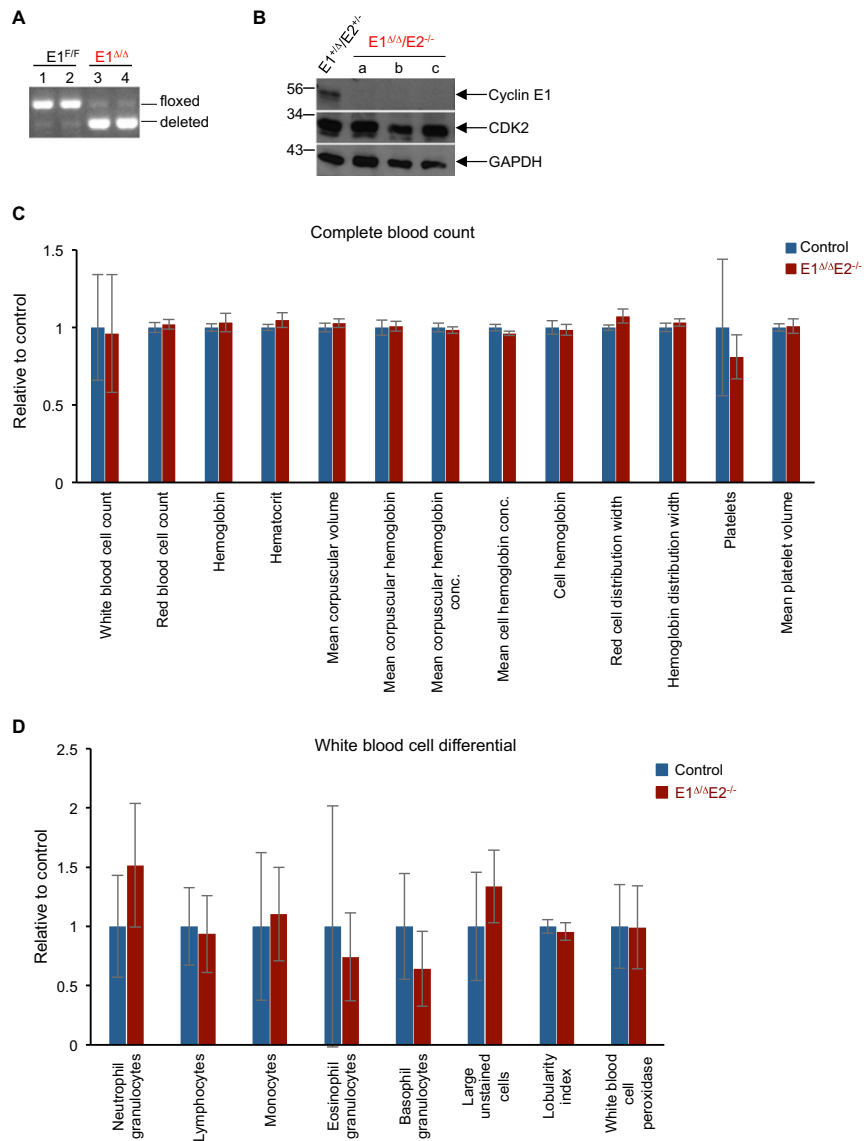 A
E1F/F E1Δ/Δ
1 2 3 4
floxed
deleted
B
E1+/Δ/E2+/-
E1Δ/Δ/E2-/-
a b c
56
Cyclin E1
34
CDK2
43
GAPDH
C
Complete blood count
Control
E1Δ/ΔE2-/-
Relative to control
1.5
1
0.5
0
White blood cell count
Red blood cell count
Hemoglobin
Hematocrit
Mean corpuscular volume
Mean corpuscular hemoglobin
Mean corpuscular hemoglobin
conc.
Mean cell hemoglobin conc.
Cell hemoglobin
Red cell distribution width
Hemoglobin distribution width
Platelets
Mean platelet volume
D
White blood cell differential
Control
E1Δ/ΔE2-/-
Relative to control
2.5
2
1.5
1
0.5
0
Neutrophil
granulocytes
Lymphocytes
Monocytes
Eosinophil
granulocytes
Basophil
granulocytes
Large
unstained
cells
Lobularity
index
White blood
cell
peroxidase